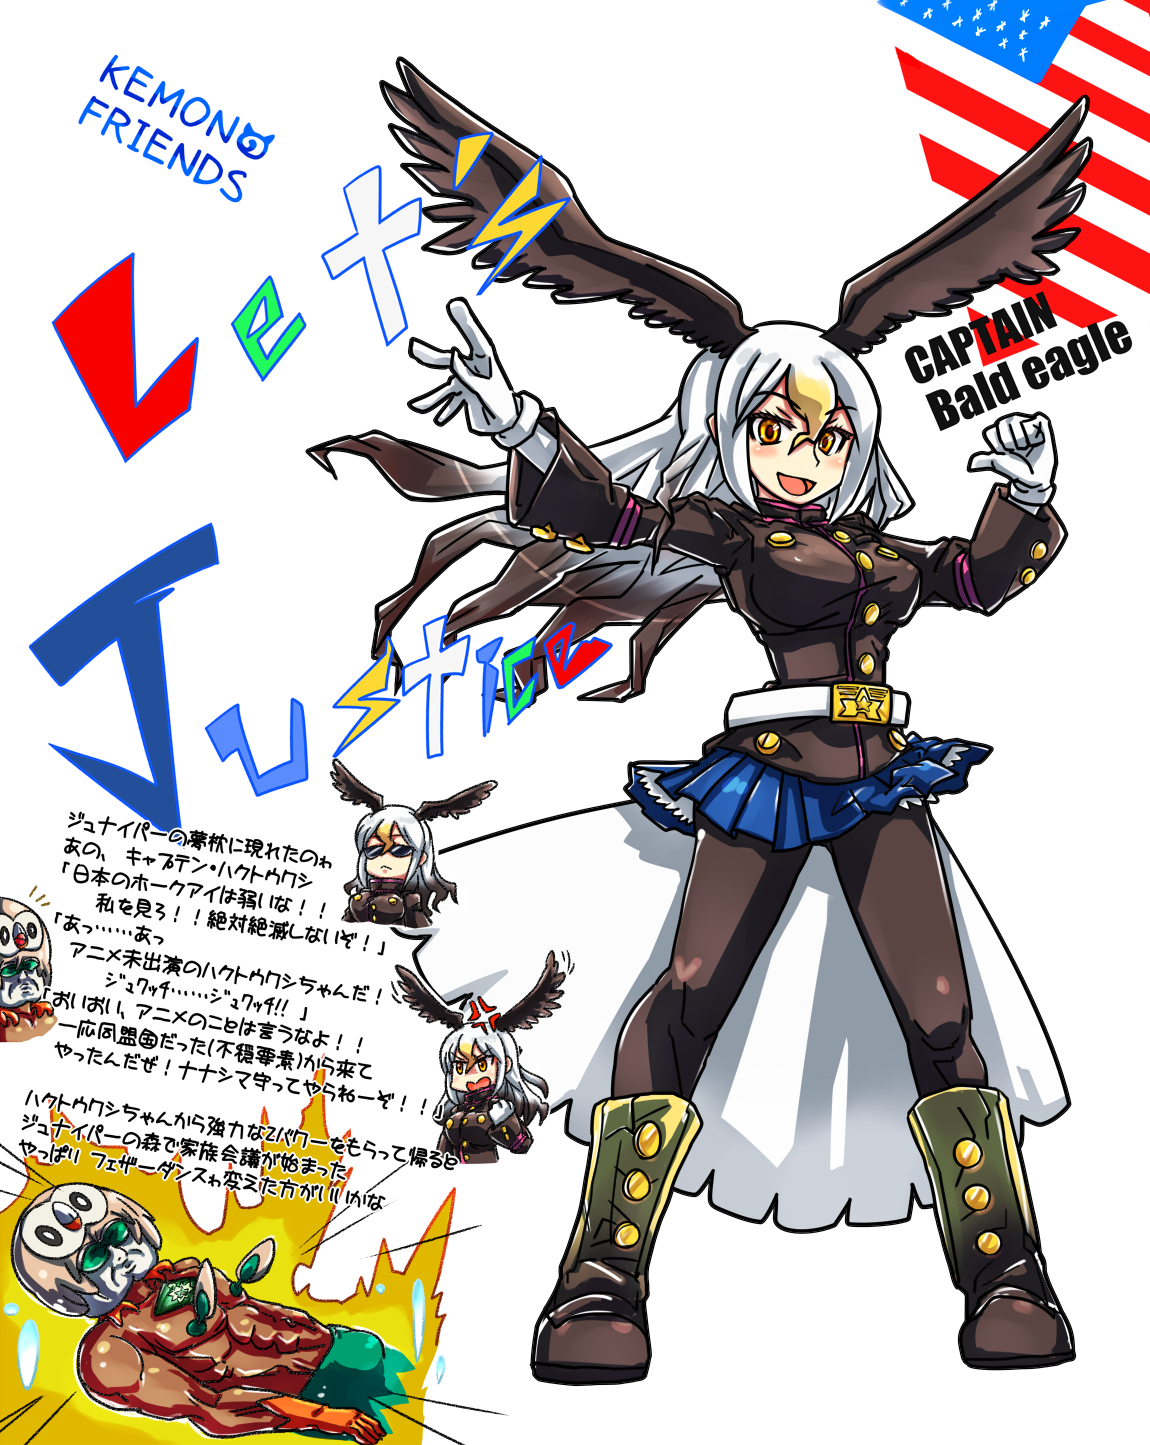 KEMONO
FRIENDS
Let's
Justice
CAPTAIN
Bald eagle
ジュナイパーの夢枕に現れたのゎ
あの、キャプテン・ハクトウワシ
「日本のホークアイは弱いな！！
私を見ろ！！絶対絶滅しないぞ！」
「あっ……あっ
アニメ未出演のハクトウワシちゃんだ！
ジュクッチ……ジュクッチ!! 」
「おいおい、アニメのことは言うなよ！！
一応同盟国だった(不穏要素)から来て
やったんだぜ！ナナシマ守ってやらねーぞ！！」
ハクトウワシちゃんから強力なZパワーをもらって帰ると
ジュナイパーの森で家族会議が始まった
やっぱり フェザーダンスゎ変えた方がいいかな